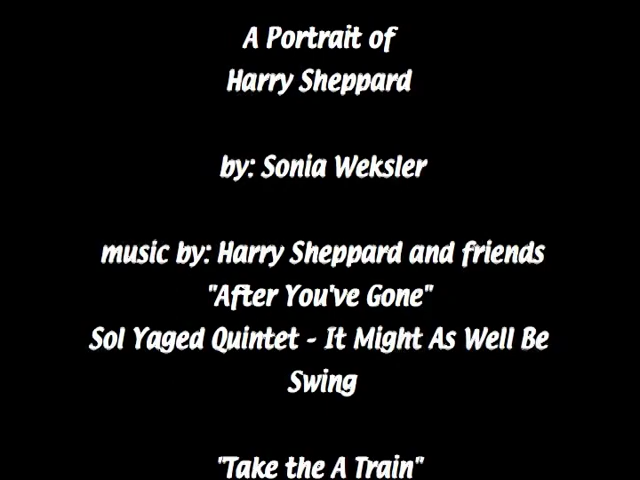 A Portrait of
Harry Sheppard
by: Sonia Weksler
music by: Harry Sheppard and friends
"After You've Gone"
Sol Yaged Quintet - It Might As Well Be
Swing
"Take the A Train"